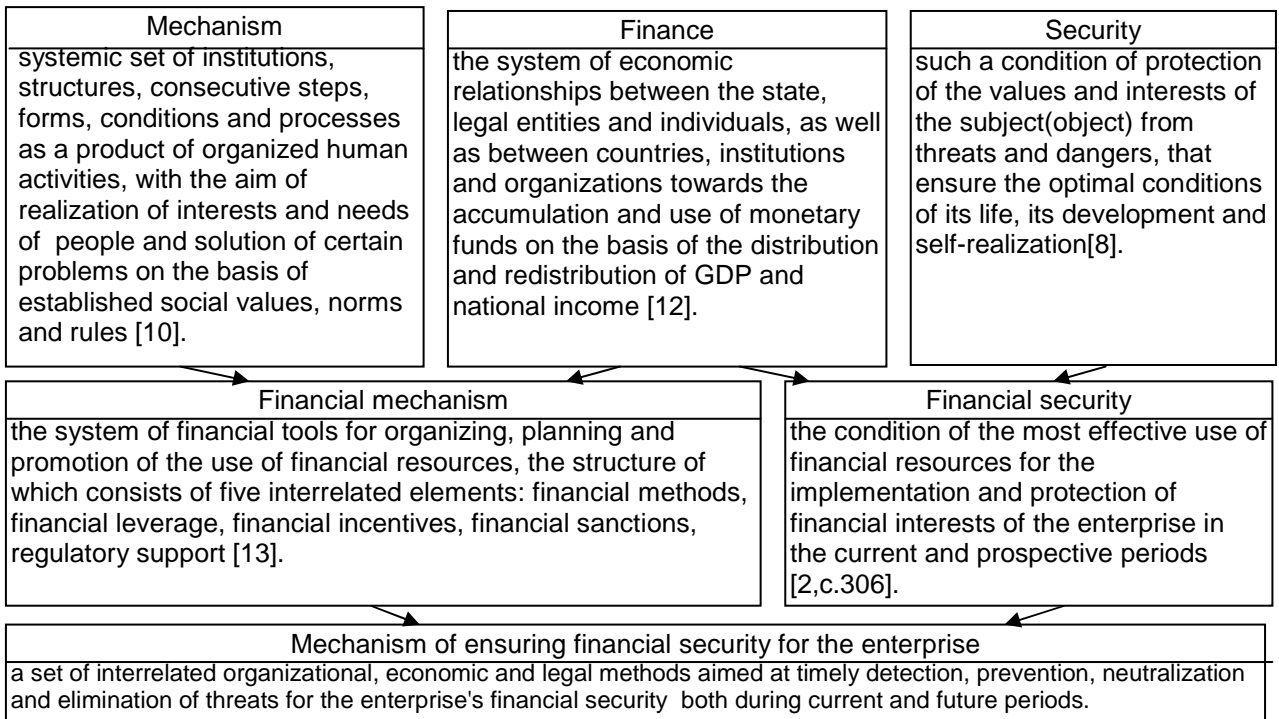 Mechanism
systemic set of institutions,
structures, consecutive steps,
forms, conditions and processes
as a product of organized human
activities, with the aim of
realization of interests and needs
of people and solution of certain
problems on the basis of
established social values, norms
and rules [10].
Finance
the system of economic
relationships between the state,
legal entities and individuals, as well
as between countries, institutions
and organizations towards the
accumulation and use of monetary
funds on the basis of the distribution
and redistribution of GDP and
national income [12].
Security
such a condition of protection
of the values and interests of
the subject(object) from
threats and dangers, that
ensure the optimal conditions
of its life, its development and
self-realization[8].
Financial mechanism
the system of financial tools for organizing, planning and
promotion of the use of financial resources, the structure of
which consists of five interrelated elements: financial methods,
financial leverage, financial incentives, financial sanctions,
regulatory support [13].
Financial security
the condition of the most effective use of
financial resources for the
implementation and protection of
financial interests of the enterprise in
the current and prospective periods
[2,c.306].
Mechanism of ensuring financial security for the enterprise
a set of interrelated organizational, economic and legal methods aimed at timely detection, prevention, neutralization
and elimination of threats for the enterprise's financial security both during current and future periods.